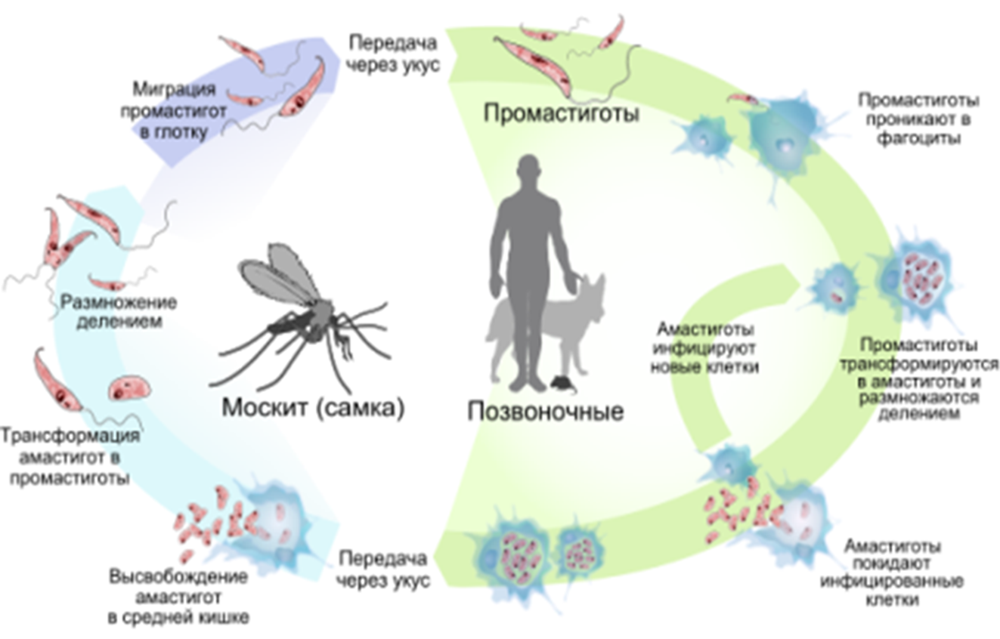 Передача
через укус
Промастиготы
Промастиготы
проникают в
фагоциты
Миграция
промастигот
в глотку
Размножение
делением
Амастиготы
инфицируют
новые клетки
Промастиготы
трансформируются
в амастиготы и
размножаются
делением
Москит (самка)
Позвоночные
Трансформация
амастигот в
промастиготы
Высвобождение
амастигот
в средней кишке
Передача
через укус
Амастиготы
покидают
инфицированные
клетки